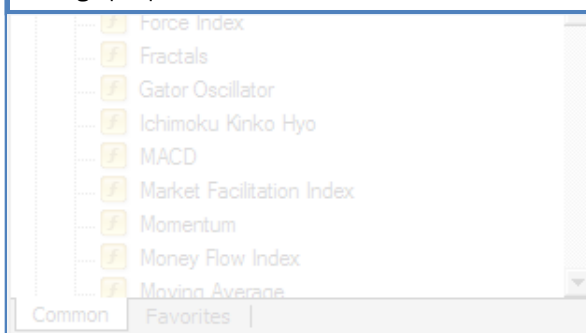 Force Index
Fractals
Gator Oscillator
Ichimoku Kinko Hyo
MACD
Market Facilitation Index
Momentum
Money Flow Index
Moving Average
Common Favorites